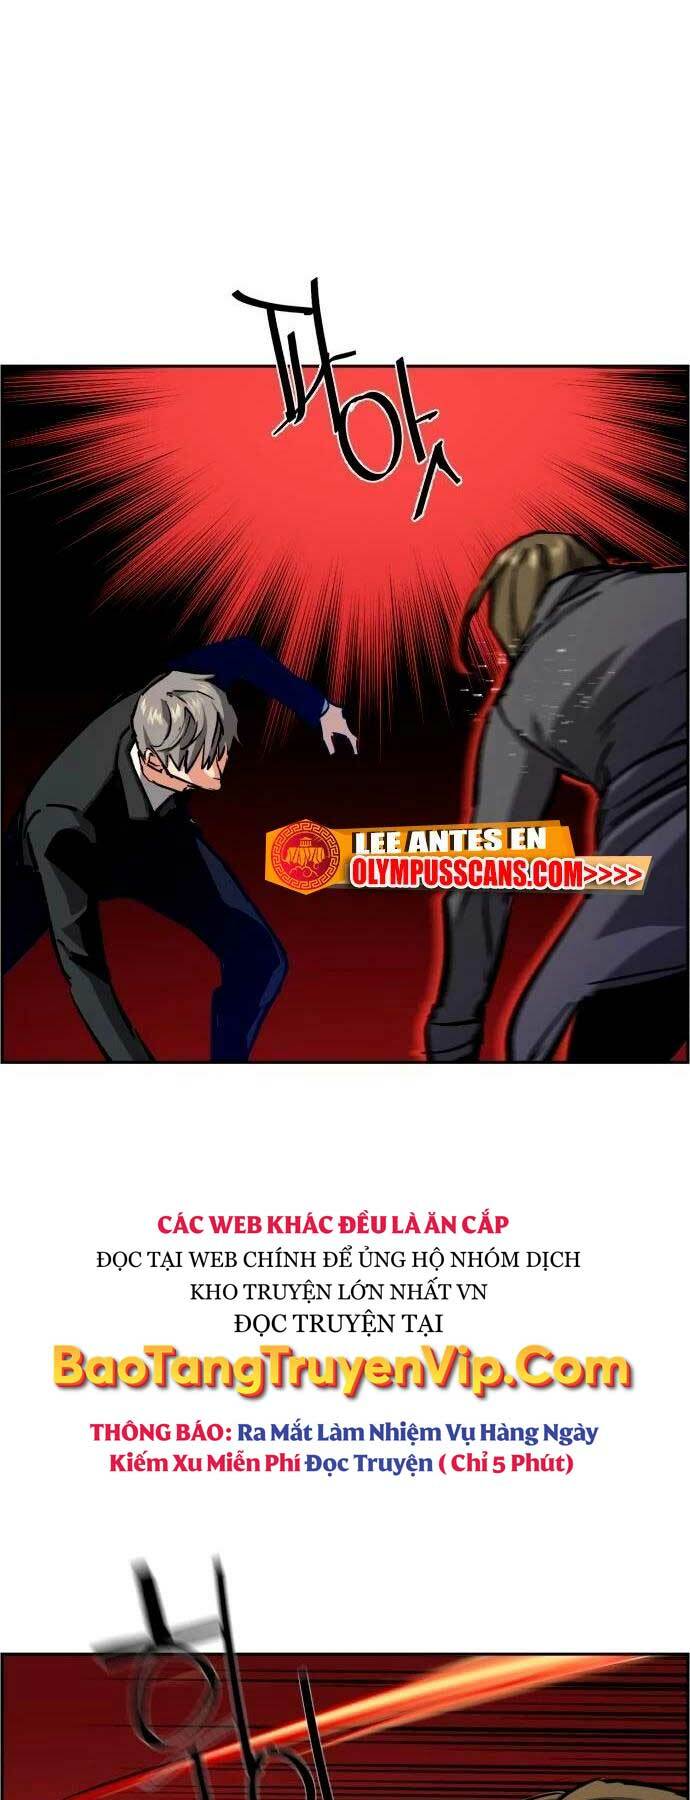 팍
LEE ANTES EN
OLYMPUSSCANS.COM>>>>
CÁC WEB KHÁC ĐỀU LÀ ĂN CẮP
ĐỌC TẠI WEB CHÍNH ĐỂ ỦNG HỘ NHÓM DỊCH
KHO TRUYỆN LỚN NHẤT VN
ĐỌC TRUYỆN TẠI
BaoTangTruyenVip.Com
THÔNG BÁO: Ra Mắt Làm Nhiệm Vụ Hàng Ngày
Kiếm Xu Miễn Phí Đọc Truyện ( Chỉ 5 Phút)